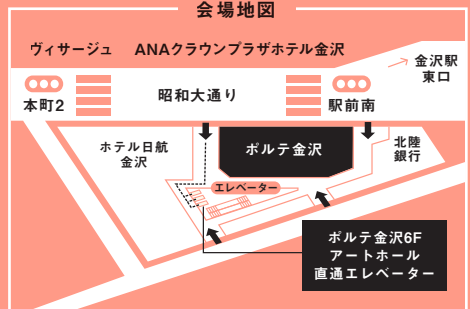 会場地図
ヴィサージュ
ANAクラウンプラザホテル金沢
金沢駅
東口
本町2
昭和大通り
駅前南
ホテル日航
金沢
ポルテ金沢
北陸
銀行
エレベーター
ポルテ金沢6F
アートホール
直通エレベーター